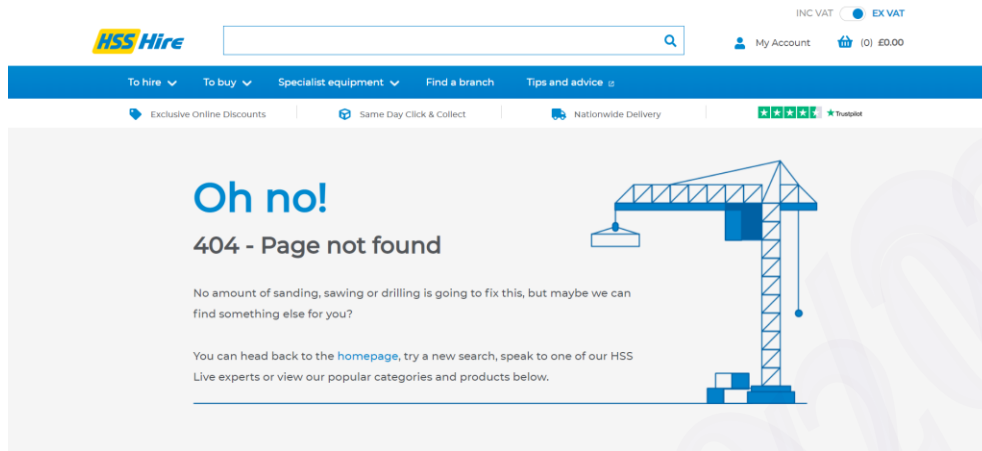 INC VAT EX VAT
HSS Hire
My Account (0) £0.00
To hire To buy Specialist equipment Find a branch Tips and advice
Exclusive Online Discounts Same Day Click & Collect Nationwide Delivery Trustpilot
Oh no!
404 - Page not found
No amount of sanding, sawing or drilling is going to fix this, but maybe we can
find something else for you?
You can head back to the homepage, try a new search, speak to one of our HSS
Live experts or view our popular categories and products below.